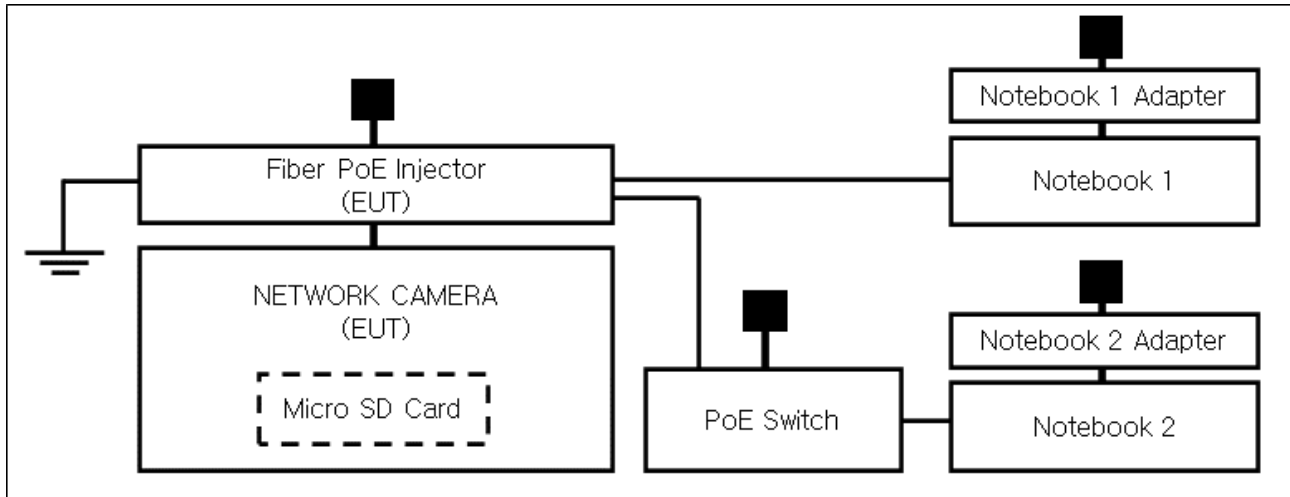 Notebook 1 Adapter
Fiber PoE Injector
(EUT)
Notebook 1
NETWORK CAMERA
(EUT)
Micro SD Card
PoE Switch
Notebook 2 Adapter
Notebook 2